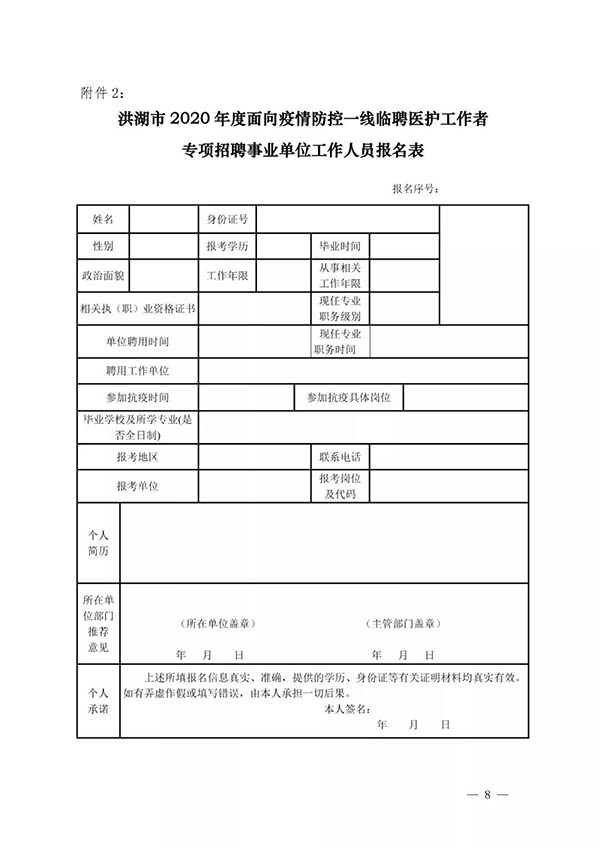 附件 2：
洪湖市 2020 年度面向疫情防控一线临聘医护工作者
专项招聘事业单位工作人员报名表
报名序号：
姓名 身份证号
性别 报考学历 毕业时间
政治面貌 工作年限 从事相关
工作年限
相关执（职）业资格证书 现任专业
职务级别
单位聘用时间 现任专业
职务时间
聘用工作单位
参加抗疫时间 参加抗疫具体岗位
毕业学校及所学专业(是
否全日制)
报考地区 联系电话
报考单位 报考岗位
及代码
个人
简历
所在单
位部门
推荐
意见
（所在单位盖章） （主管部门盖章）
年 月 日 年 月 日
个人
承诺
上述所填报名信息真实、准确，提供的学历、身份证等有关证明材料均真实有效。
如有弄虚作假或填写错误，由本人承担一切后果。
本人签名：
年 月 日
— 8 —